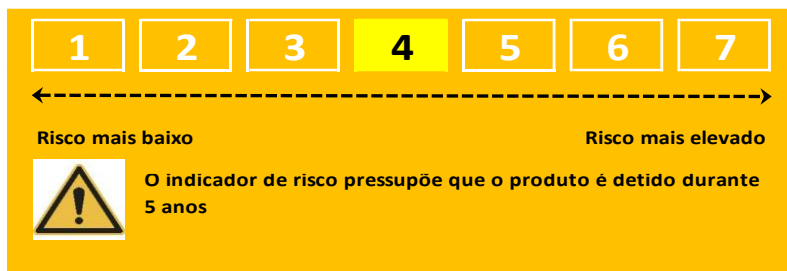 1 2 3 4 5 6 7
Risco mais baixo Risco mais elevado
O indicador de risco pressupõe que o produto é detido durante
5 anos